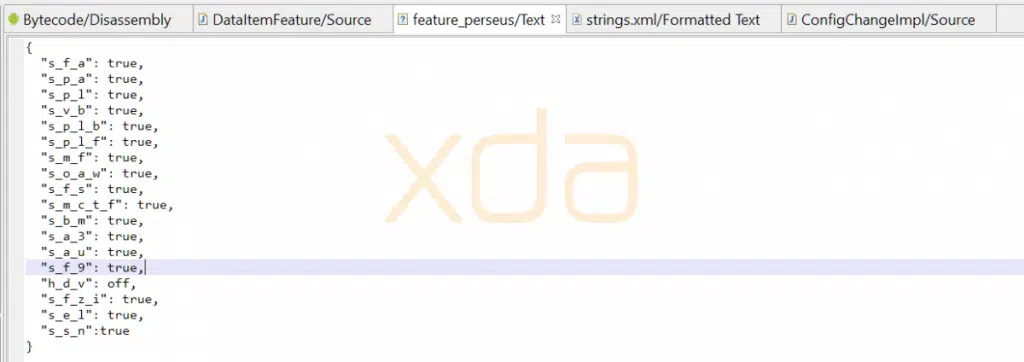 Bytecode/Disassembly DataItemFeature/Source feature_perseus/Text strings.xml/Formatted Text ConfigChangeImpl/Source
{
"s_f_a": true,
"s_p_a": true,
"s_p_l": true,
"s_v_b": true,
"s_p_l_b": true,
"s_p_l_f": true,
"s_m_f": true,
"s_o_a_w": true,
"s_f_s": true,
"s_m_c_t_f": true,
"s_b_m": true,
"s_a_3": true,
"s_a_u": true,
"s_f_9": true,
"h_d_v": off,
"s_f_z_i": true,
"s_e_l": true,
"s_s_n":true
}
xda